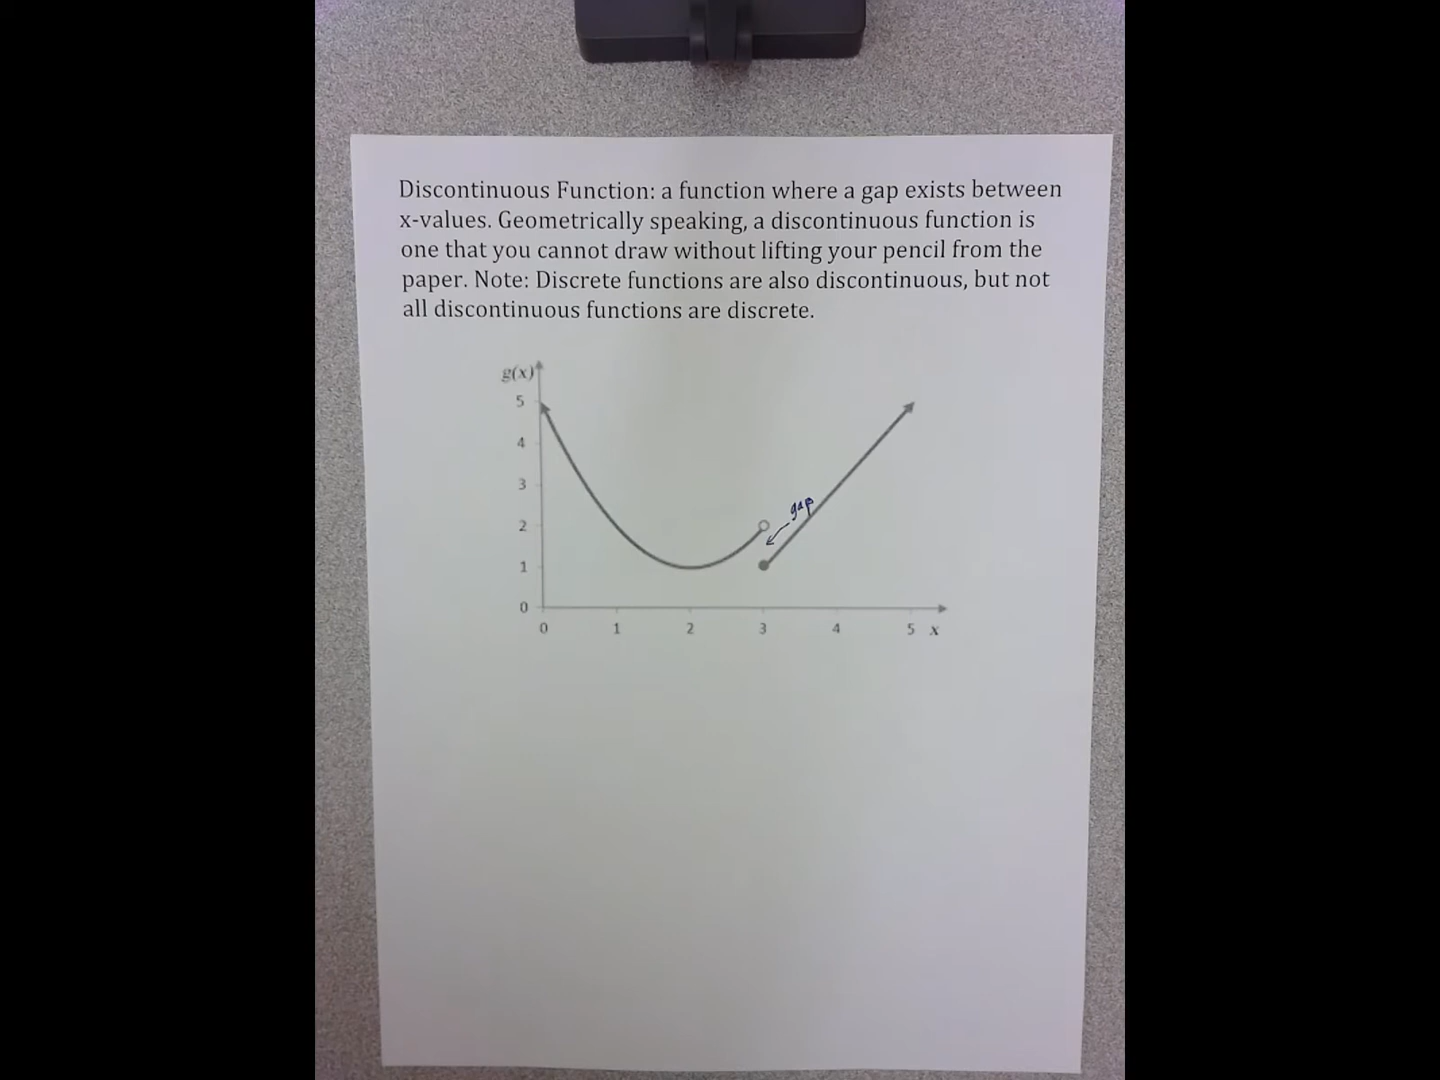 Discontinuous Function: a function where a gap exists between
x-values. Geometrically speaking, a discontinuous function is
one that you cannot draw without lifting your pencil from the
paper. Note: Discrete functions are also discontinuous, but not
all discontinuous functions are discrete.
g(x)
5
4
3
gap
2
1
0
0 1 2 3 4 5 x